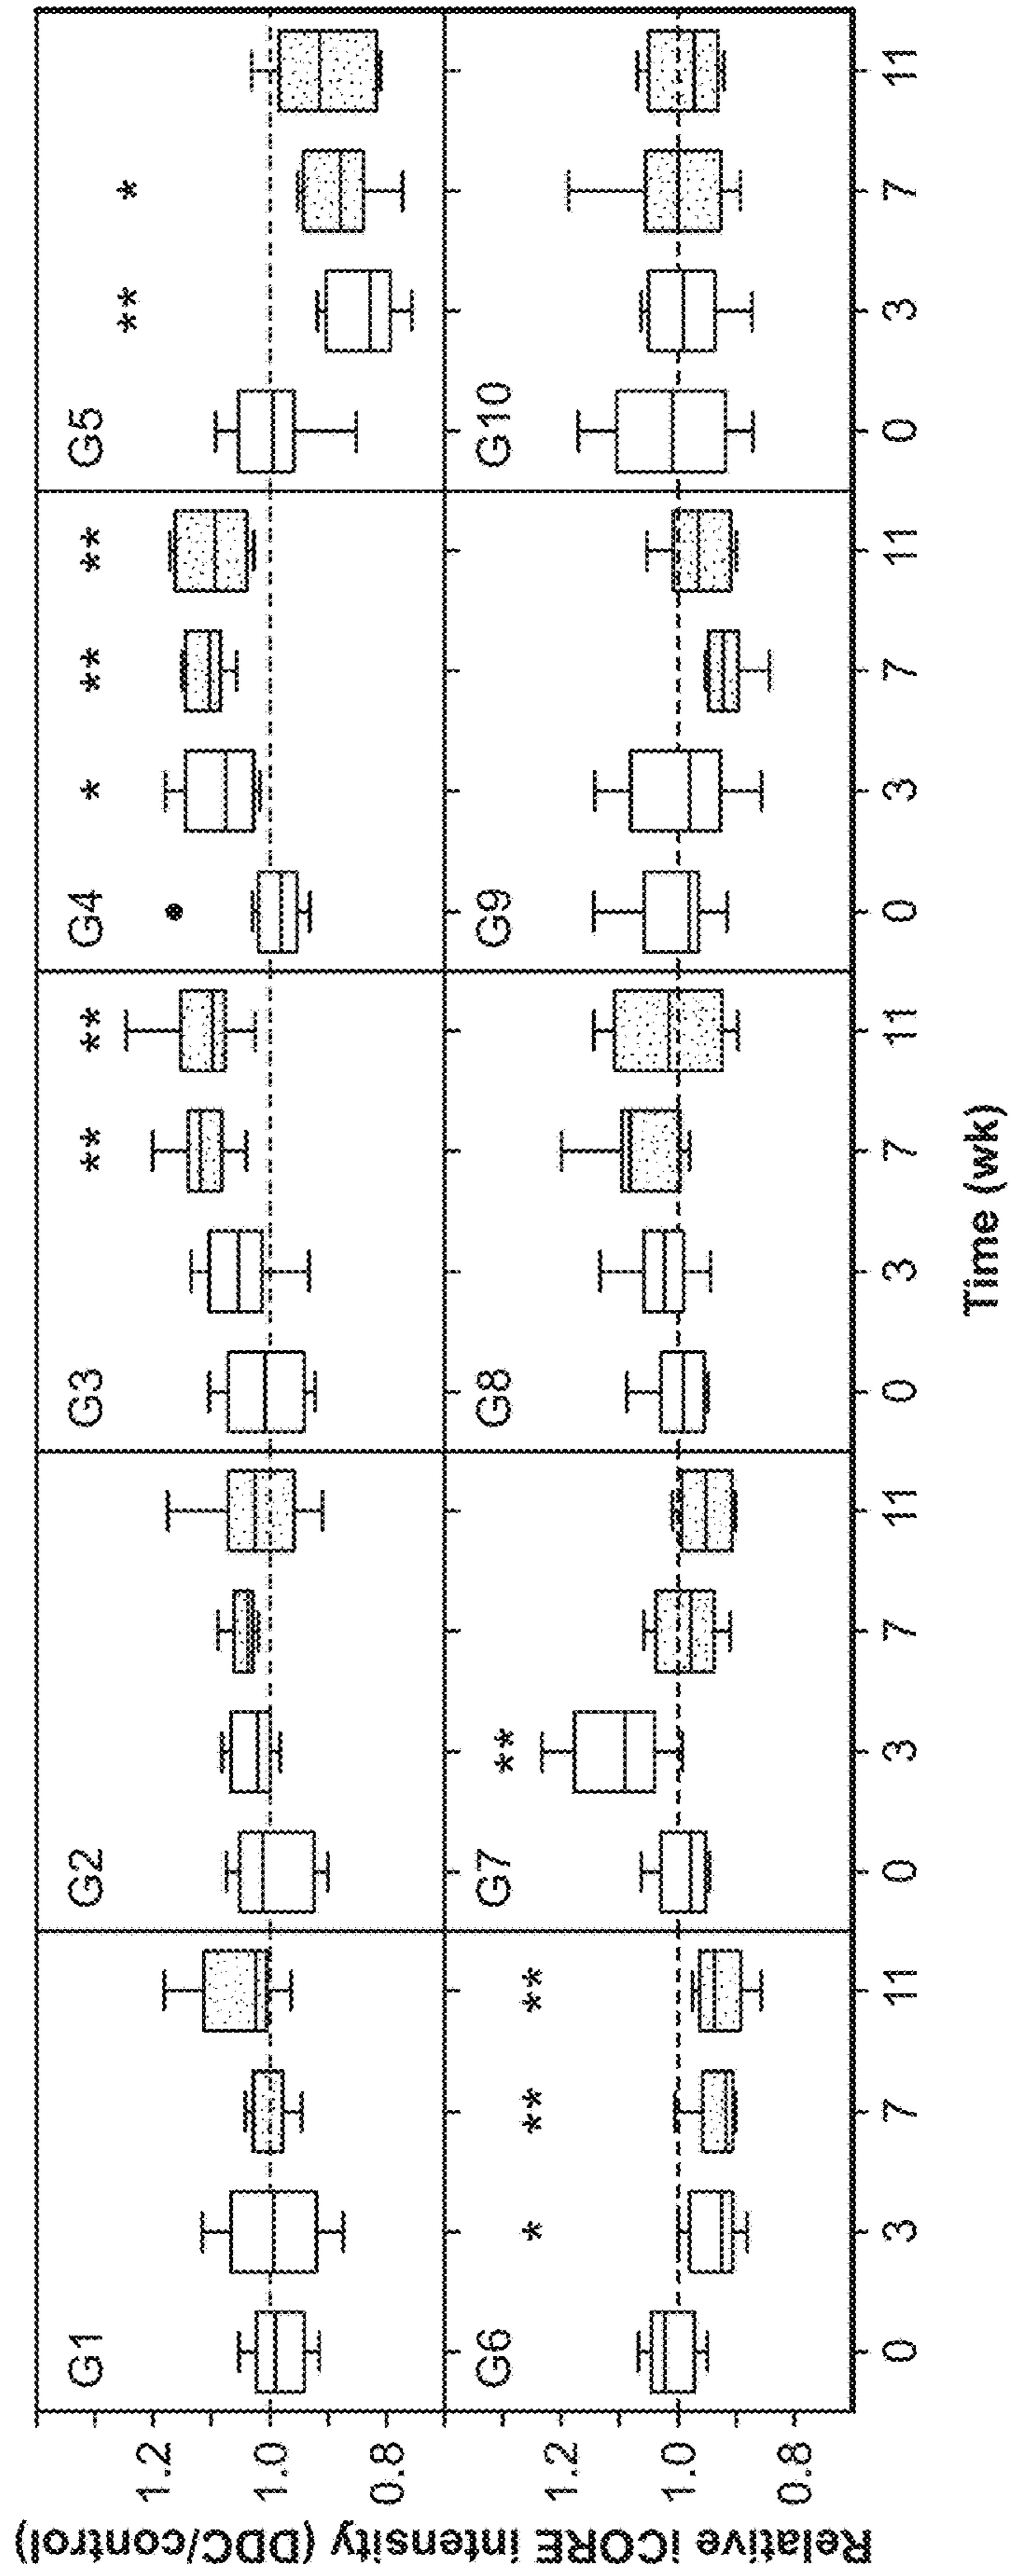 Relative iCORE intensity (DDC/control)
G1 G2 G3 G4 G5
** ** * ** ** ** *
1.2
1.0
0.8
G6 G7 G8 G9 G10
* ** ** **
1.2
1.0
0.8
0 3 7 11 0 3 7 11 0 3 7 11 0 3 7 11 0 3 7 11
Time (wk)